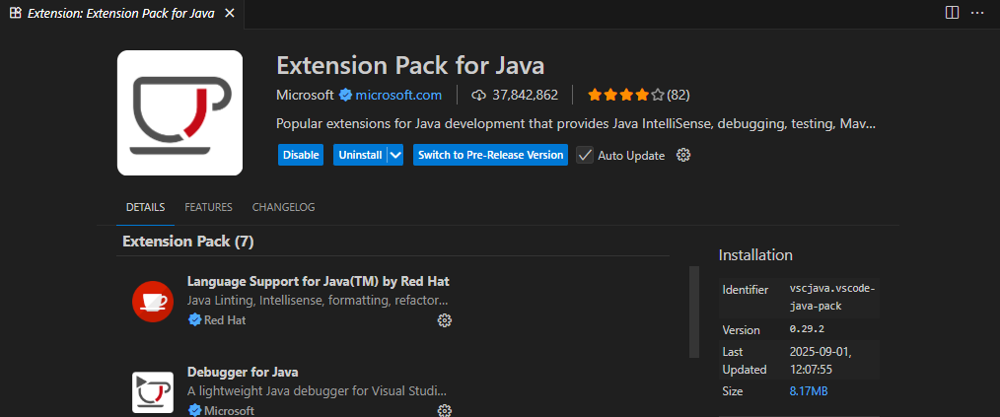 Extension: Extension Pack for Java
Extension Pack for Java
Microsoft microsoft.com 37,842,862 (82)
Popular extensions for Java development that provides Java IntelliSense, debugging, testing, Mav...
Disable Uninstall Switch to Pre-Release Version Auto Update
DETAILS FEATURES CHANGELOG
Extension Pack (7)
Language Support for Java(TM) by Red Hat
Java Linting, Intellisense, formatting, refactor...
Red Hat
Debugger for Java
A lightweight Java debugger for Visual Studi...
Microsoft
Installation
Identifier vscjava.vscode-
java-pack
Version 0.29.2
Last 2025-09-01,
Updated 12:07:55
Size 8.17MB